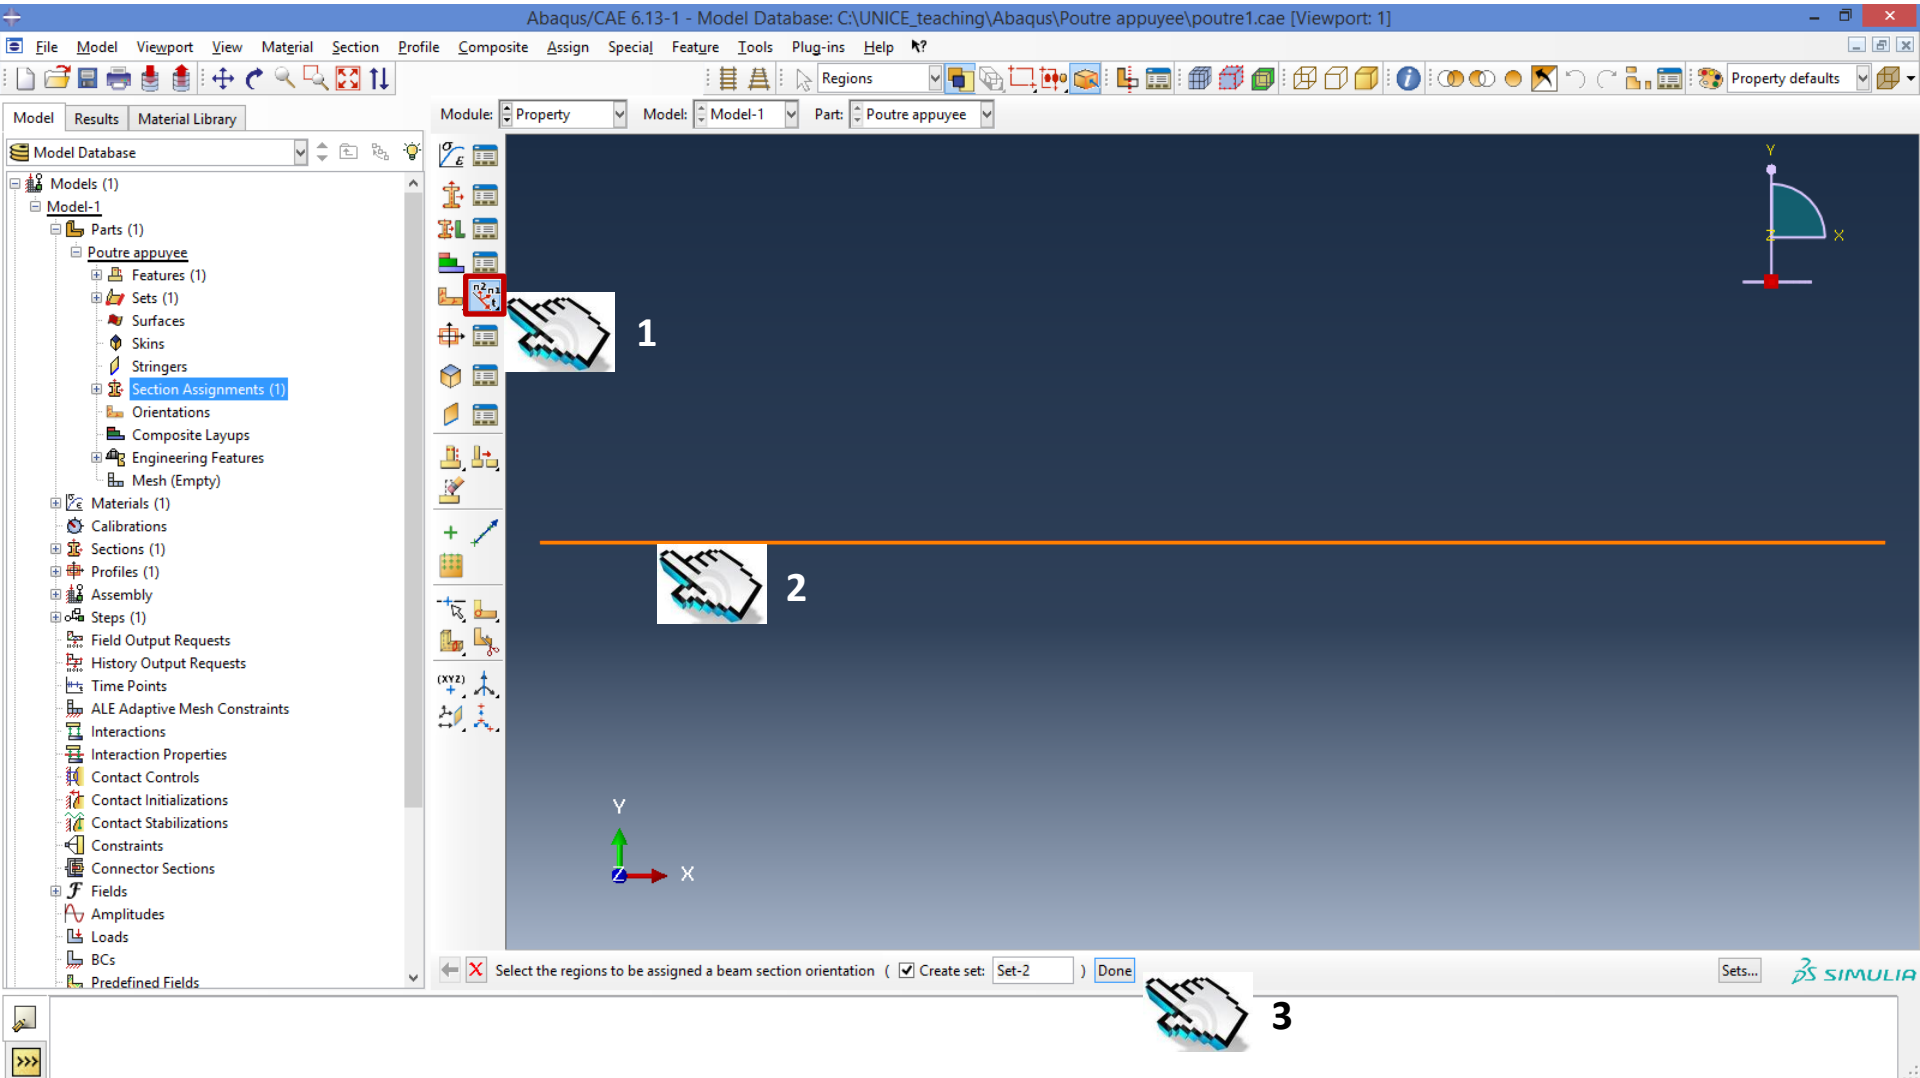 Abaqus/CAE 6.13-1 - Model Database: C:\UNICE_teaching\Abaqus\Poutre appuyee\poutre1.cae [Viewport: 1]
File Model Viewport View Material Section Profile Composite Assign Special Feature Tools Plug-ins Help
Regions
Property defaults
Model Results Material Library
Module: Property Model: Model-1 Part: Poutre appuyee
Model Database
Models (1)
Model-1
Parts (1)
Poutre appuyee
Features (1)
Sets (1)
Surfaces
Skins
Stringers
Section Assignments (1)
Orientations
Composite Layups
Engineering Features
Mesh (Empty)
Materials (1)
Calibrations
Sections (1)
Profiles (1)
Assembly
Steps (1)
Field Output Requests
History Output Requests
Time Points
ALE Adaptive Mesh Constraints
Interactions
Interaction Properties
Contact Controls
Contact Initializations
Contact Stabilizations
Constraints
Connector Sections
Fields
Amplitudes
Loads
BCs
Predefined Fields
σ ε
n2 n1 t
(XYZ)
1
2
3
Y
Z X
Y
Z X
Select the regions to be assigned a beam section orientation ( Create set: Set-2 ) Done
Sets...
SIMULIA
>>>